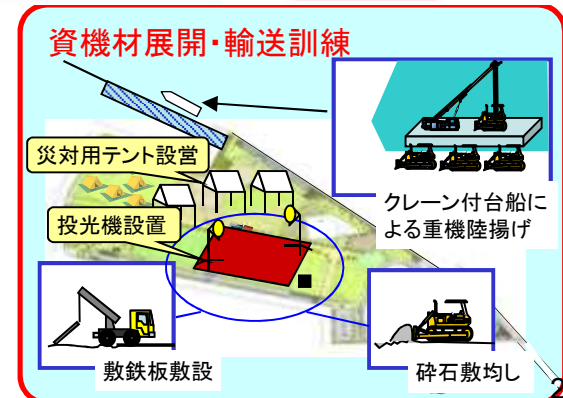 資機材展開・輸送訓練
災対用テント設営
投光機設置
クレーン付台船に
よる重機陸揚げ
敷鉄板敷設
砕石敷均し